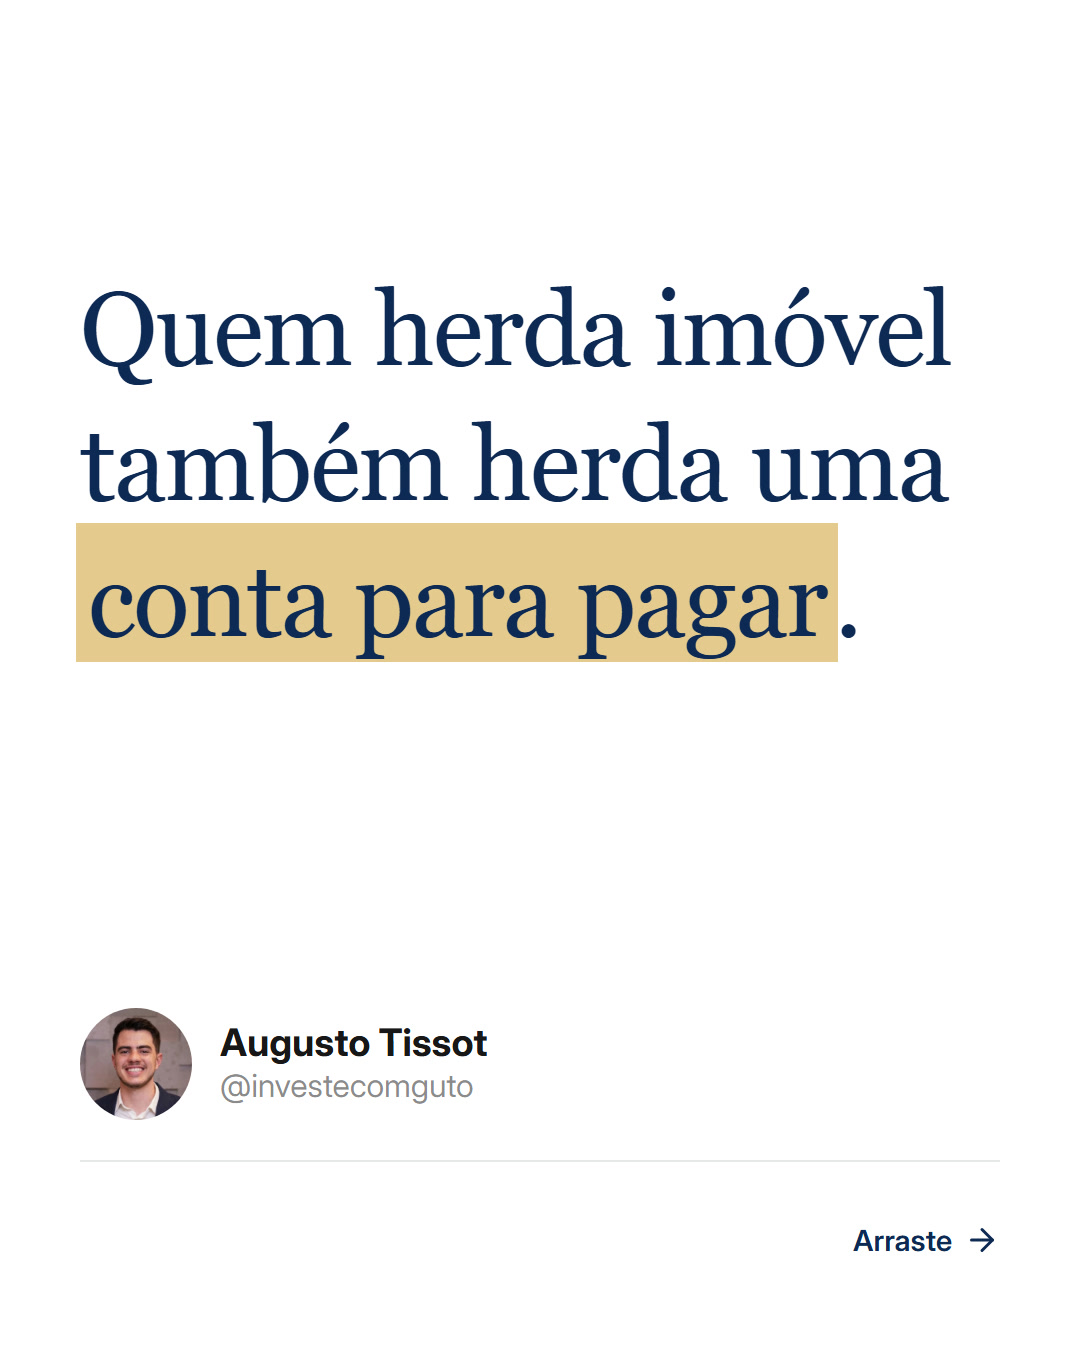 Quem herda imóvel
também herda uma
conta para pagar.
Augusto Tissot
@investecomguto
Arraste →